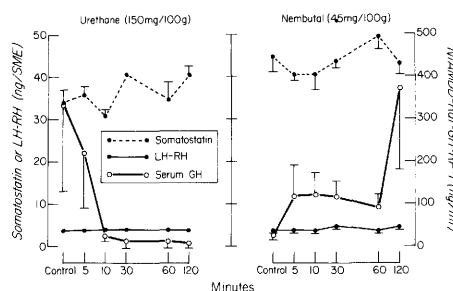 Urethane (150mg/100g)
Nembutal (45mg/100g)
Somatostatin or LH-RH (ng/SME)
50
40
30
20
10
0
500
400
300
200
100
0
Somatostatin
LH-RH
Serum GH
Control 5 10 30 60 120
Control 5 10 30 60 120
Minutes